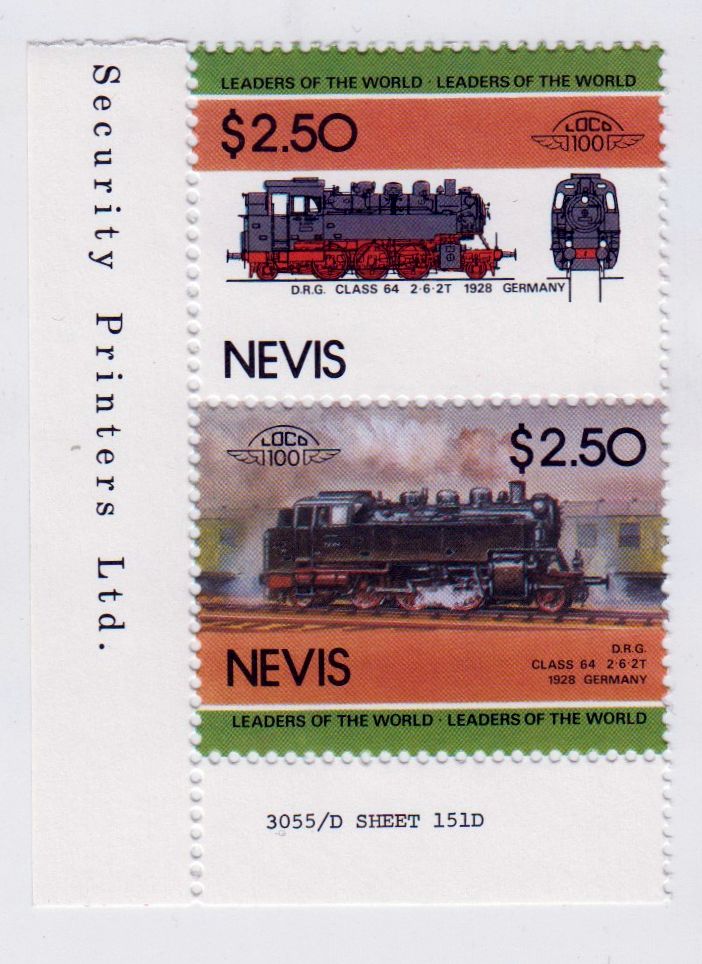 Security Printers Ltd.
LEADERS OF THE WORLD · LEADERS OF THE WORLD
$2.50
LOCO
100
D.R.G. CLASS 64 2·6·2T 1928 GERMANY
NEVIS
LOCO
100
$2.50
NEVIS
D.R.G.
CLASS 64 2·6·2T
1928 GERMANY
LEADERS OF THE WORLD · LEADERS OF THE WORLD
3055/D SHEET 151D